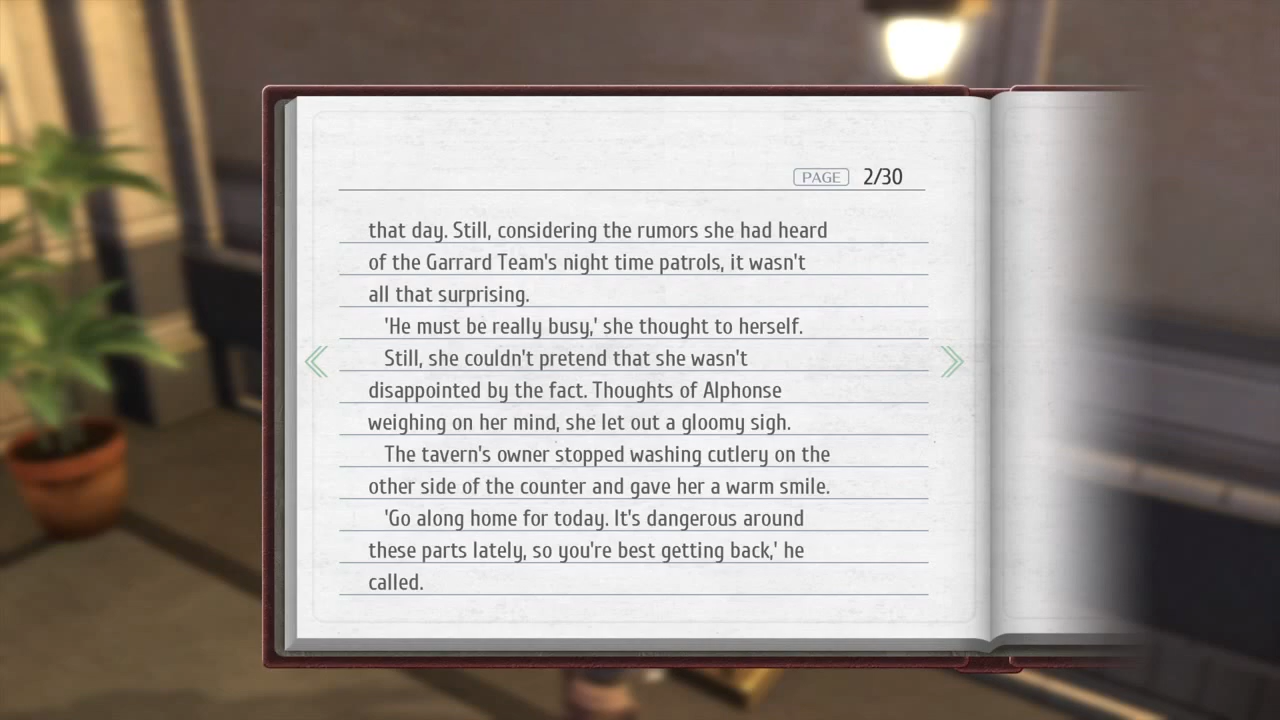 PAGE 2/30
that day. Still, considering the rumors she had heard
of the Garrard Team's night time patrols, it wasn't
all that surprising.
'He must be really busy,' she thought to herself.
Still, she couldn't pretend that she wasn't
disappointed by the fact. Thoughts of Alphonse
weighing on her mind, she let out a gloomy sigh.
The tavern's owner stopped washing cutlery on the
other side of the counter and gave her a warm smile.
'Go along home for today. It's dangerous around
these parts lately, so you're best getting back,' he
called.